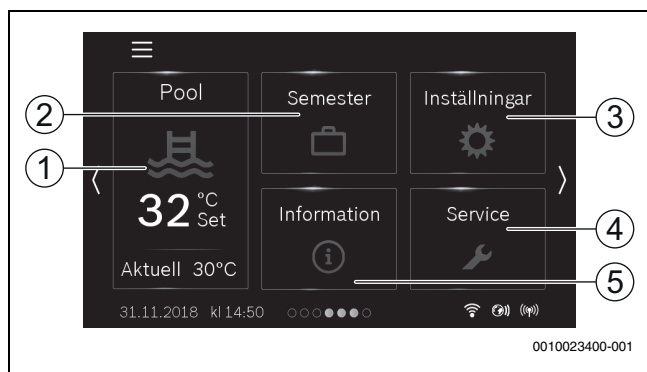 Pool
Semester
Inställningar
32 °C
Set
Aktuell 30°C
Information
Service
31.11.2018 kl 14:50
1
2
3
4
5
0010023400-001